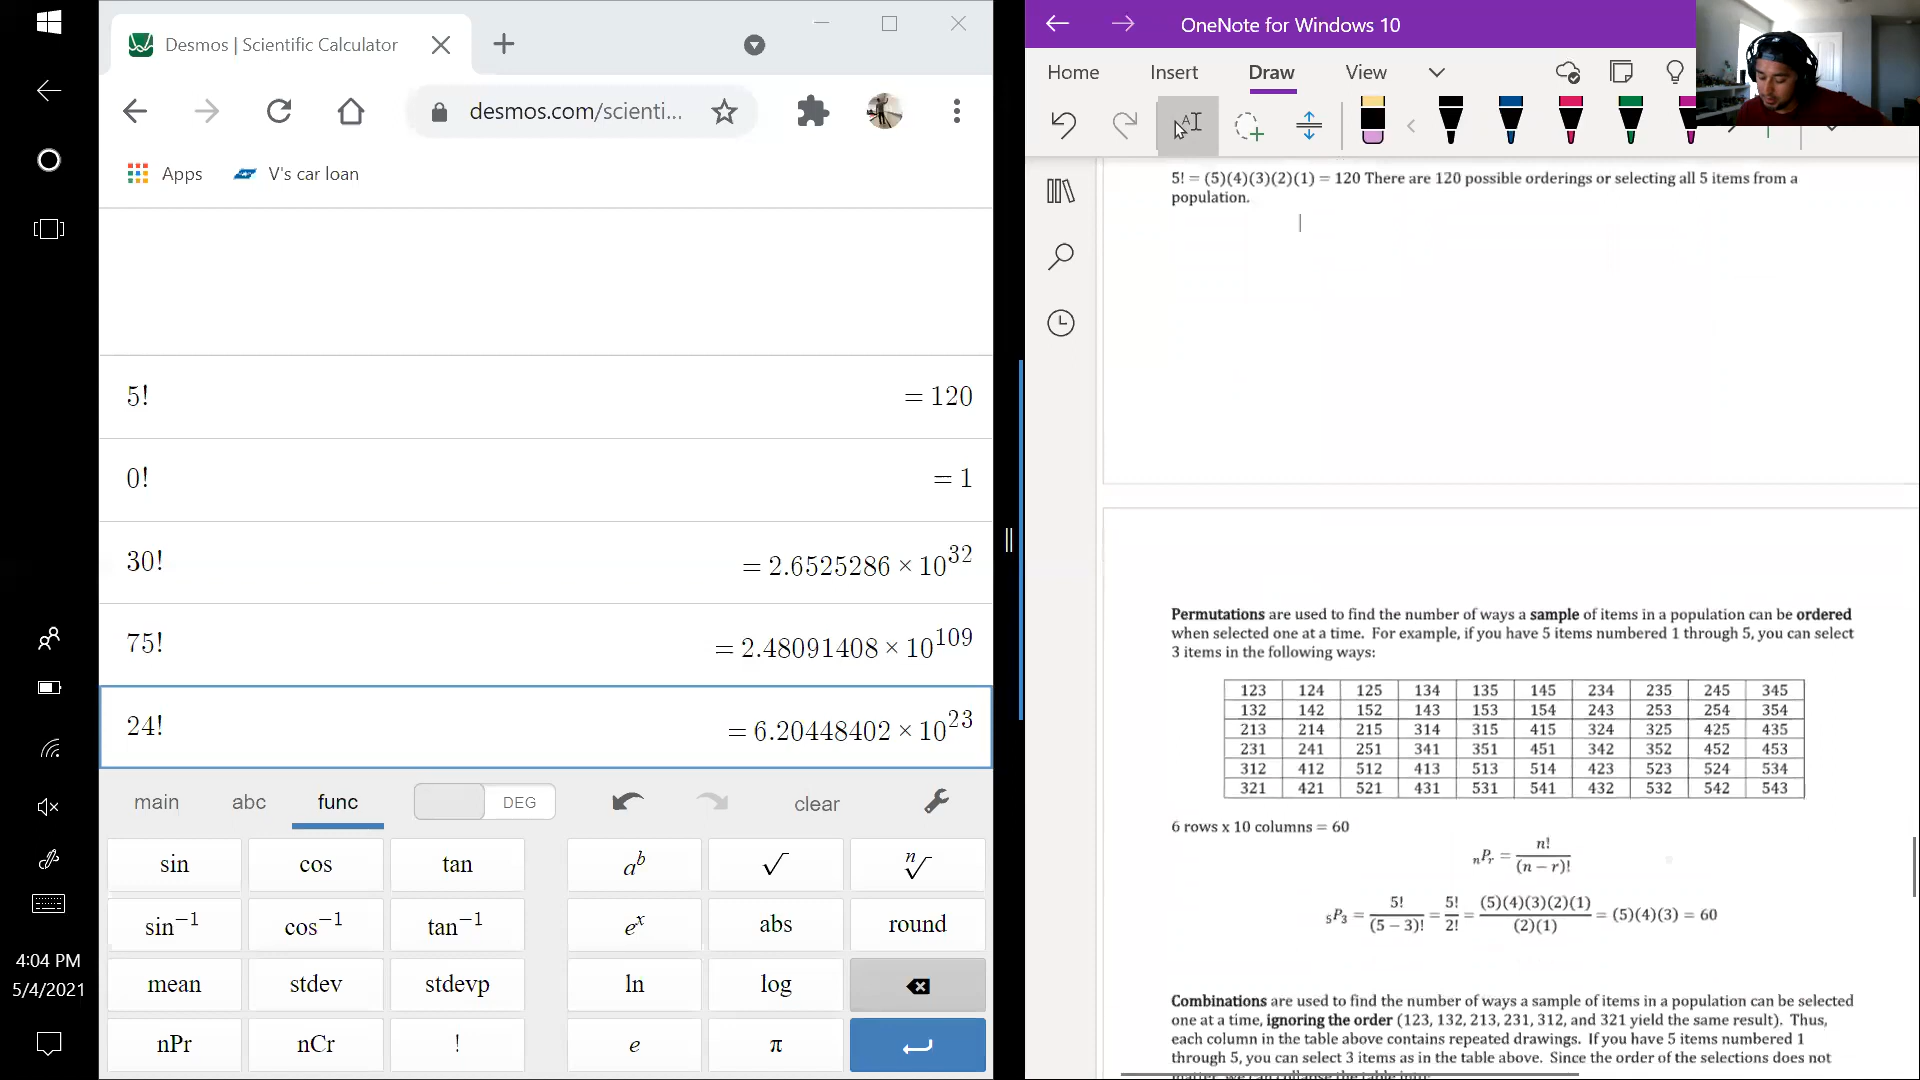 Desmos | Scientific Calculator
desmos.com/scienti...
Apps
V's car loan
5! = 120
0! = 1
30! = 2.6525286 × 10^32
75! = 2.48091408 × 10^109
24! = 6.20448402 × 10^23
main abc func DEG clear
sin cos tan a^b √ ⁿ√
sin^−1 cos^−1 tan^−1 e^x abs round
mean stdev stdevp ln log
nPr nCr ! e π
4:04 PM
5/4/2021
OneNote for Windows 10
Home Insert Draw View
5! = (5)(4)(3)(2)(1) = 120 There are 120 possible orderings or selecting all 5 items from a
population.
Permutations are used to find the number of ways a sample of items in a population can be ordered
when selected one at a time. For example, if you have 5 items numbered 1 through 5, you can select
3 items in the following ways:
123 124 125 134 135 145 234 235 245 345
132 142 152 143 153 154 243 253 254 354
213 214 215 314 315 415 324 325 425 435
231 241 251 341 351 451 342 352 452 453
312 412 512 413 513 514 423 523 524 534
321 421 521 431 531 541 432 532 542 543
6 rows x 10 columns = 60
nPr = n! / (n − r)!
5P3 = 5! / (5 − 3)! = 5! / 2! = (5)(4)(3)(2)(1) / (2)(1) = (5)(4)(3) = 60
Combinations are used to find the number of ways a sample of items in a population can be selected
one at a time, ignoring the order (123, 132, 213, 231, 312, and 321 yield the same result). Thus,
each column in the table above contains repeated drawings. If you have 5 items numbered 1
through 5, you can select 3 items as in the table above. Since the order of the selections does not
matter, we can collapse the table into: